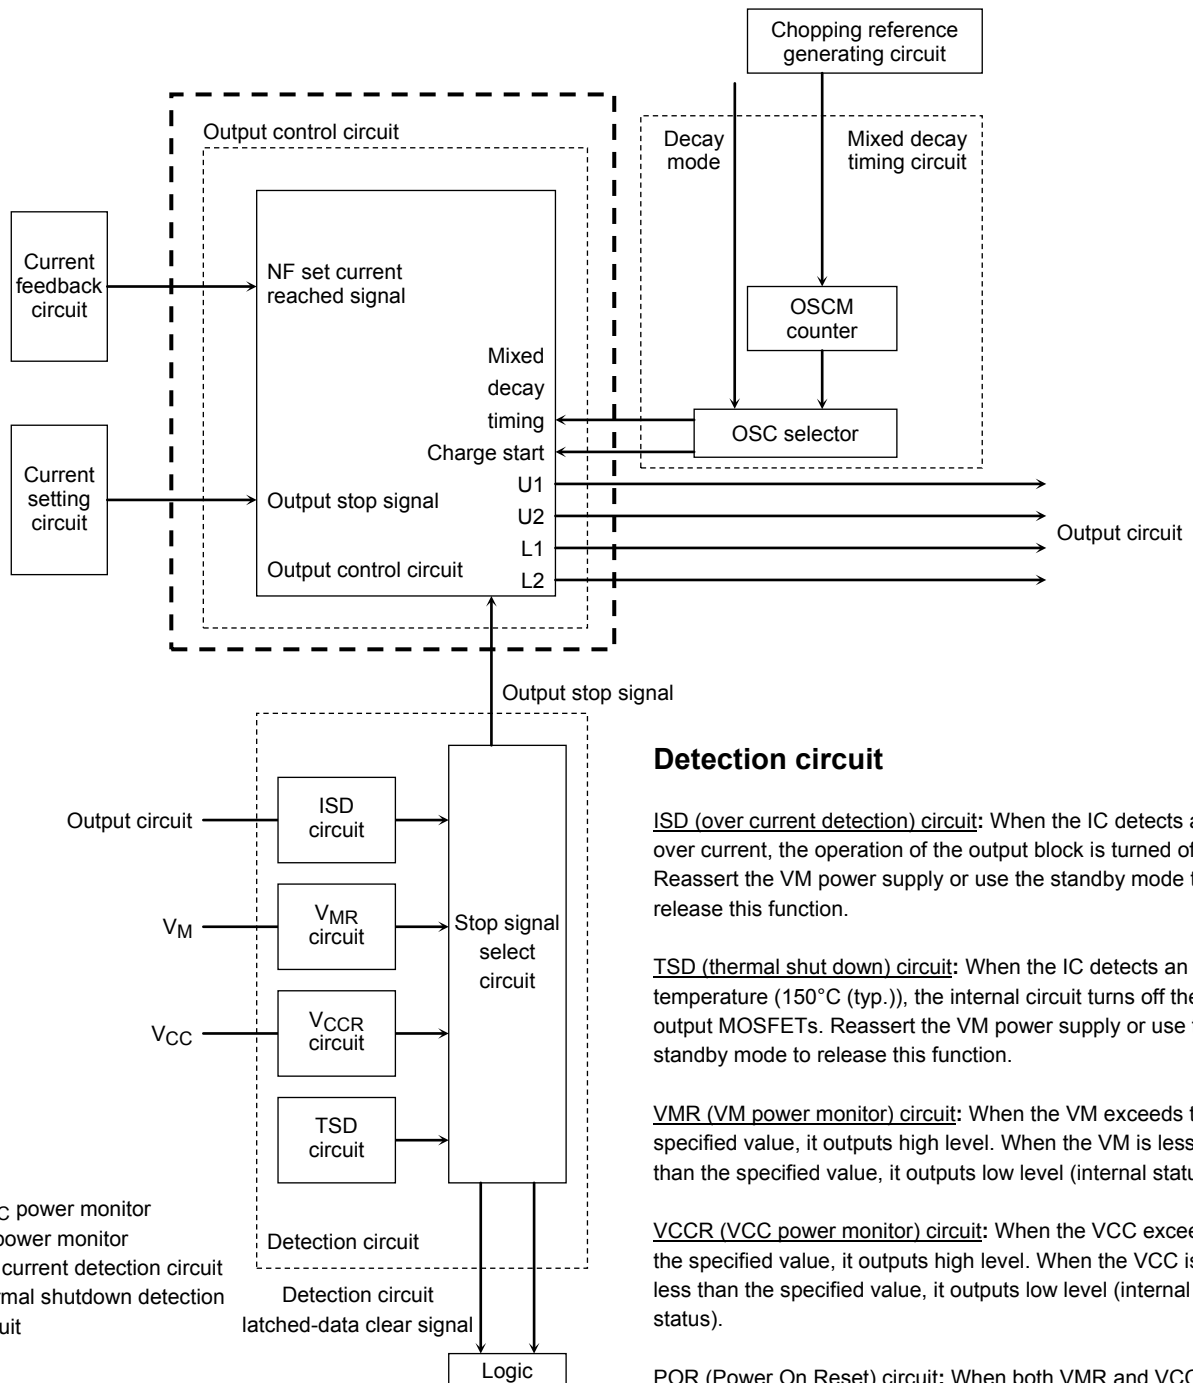 Chopping reference
generating circuit
Output control circuit
Decay
mode
Mixed decay
timing circuit
Current
feedback
circuit
NF set current
reached signal
OSCM
counter
Mixed
decay
timing
Charge start
OSC selector
Current
setting
circuit
Output stop signal
U1
U2
L1
L2
Output circuit
Output control circuit
Output stop signal
Output circuit
ISD
circuit
VM
VMR
circuit
Stop signal
select
circuit
VCC
VCCR
circuit
TSD
circuit
Detection circuit
power monitor
power monitor
current detection circuit
shutdown detection
Detection circuit
latched-data clear signal
Logic
Detection circuit
ISD (over current detection) circuit: When the IC detects
over current, the operation of the output block is turned
Reassert the VM power supply or use the standby mode
release this function.
TSD (thermal shut down) circuit: When the IC detects an
temperature (150°C (typ.)), the internal circuit turns off the
output MOSFETs. Reassert the VM power supply or use
standby mode to release this function.
VMR (VM power monitor) circuit: When the VM exceeds
specified value, it outputs high level. When the VM is less
than the specified value, it outputs low level (internal
VCCR (VCC power monitor) circuit: When the VCC
the specified value, it outputs high level. When the VCC is
less than the specified value, it outputs low level (internal
status).
POR (Power On Reset) circuit: When both VMR and